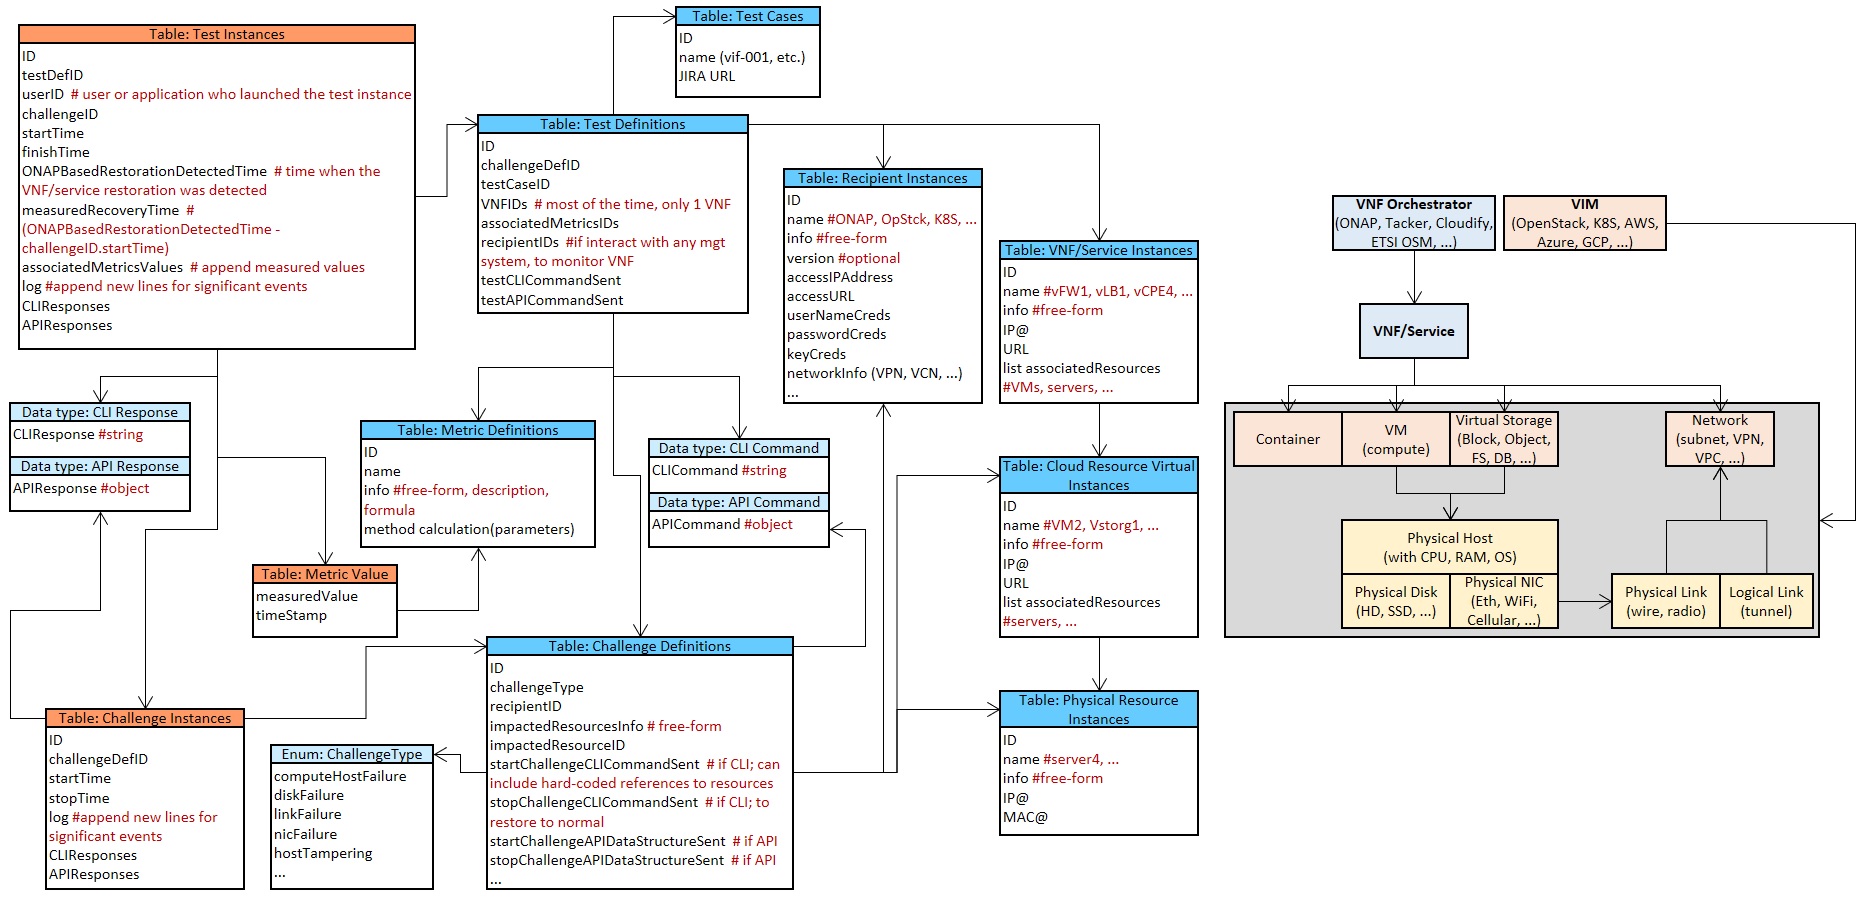 Table: Test Instances
ID
testDefID
userID # user or application who launched the test instance
challengeID
startTime
finishTime
ONAPBasedRestorationDetectedTime # time when the
VNF/service restoration was detected
measuredRecoveryTime #
(ONAPBasedRestorationDetectedTime -
challengeID.startTime)
associatedMetricsValues # append measured values
log #append new lines for significant events
CLIResponses
APIResponses
Table: Test Cases
ID
name (vif-001, etc.)
JIRA URL
Table: Test Definitions
ID
challengeDefID
testCaseID
VNFIDs # most of the time, only 1 VNF
associatedMetricsIDs
recipientIDs #if interact with any mgt
system, to monitor VNF
testCLICommandSent
testAPICommandSent
Table: Recipient Instances
ID
name #ONAP, OpStck, K8S, ...
info #free-form
version #optional
accessIPAddress
accessURL
userNameCreds
passwordCreds
keyCreds
networkInfo (VPN, VCN, ...)
...
Table: VNF/Service Instances
ID
name #vFW1, vLB1, vCPE4, ...
info #free-form
IP@
URL
list associatedResources
#VMs, servers, ...
VNF Orchestrator
(ONAP, Tacker, Cloudify,
ETSI OSM, ...)
VIM
(OpenStack, K8S, AWS,
Azure, GCP, ...)
VNF/Service
Container
VM
(compute)
Virtual Storage
(Block, Object,
FS, DB, ...)
Network
(subnet, VPN,
VPC, ...)
Physical Host
(with CPU, RAM, OS)
Physical Disk
(HD, SSD, ...)
Physical NIC
(Eth, WiFi,
Cellular, ...)
Physical Link
(wire, radio)
Logical Link
(tunnel)
Data type: CLI Response
CLIResponse #string
Data type: API Response
APIResponse #object
Table: Metric Definitions
ID
name
info #free-form, description,
formula
method calculation(parameters)
Data type: CLI Command
CLICommand #string
Data type: API Command
APICommand #object
Table: Cloud Resource Virtual
Instances
ID
name #VM2, Vstorg1, ...
info #free-form
IP@
URL
list associatedResources
#servers, ...
Table: Metric Value
measuredValue
timeStamp
Table: Challenge Definitions
ID
challengeType
recipientID
impactedResourcesInfo # free-form
impactedResourceID
startChallengeCLICommandSent # if CLI; can
include hard-coded references to resources
stopChallengeCLICommandSent # if CLI; to
restore to normal
startChallengeAPIDataStructureSent # if API
stopChallengeAPIDataStructureSent # if API
...
Table: Physical Resource
Instances
ID
name #server4, ...
info #free-form
IP@
MAC@
Table: Challenge Instances
ID
challengeDefID
startTime
stopTime
log #append new lines for
significant events
CLIResponses
APIResponses
Enum: ChallengeType
computeHostFailure
diskFailure
linkFailure
nicFailure
hostTampering
...